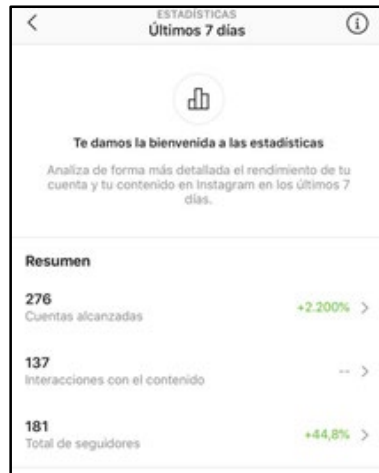 ESTADÍSTICAS
Últimos 7 días
Te damos la bienvenida a las estadísticas
Analiza de forma más detallada el rendimiento de tu
cuenta y tu contenido en Instagram en los últimos 7
días.
Resumen
276
Cuentas alcanzadas
+2.200%
137
Interacciones con el contenido
--
181
Total de seguidores
+44,8%